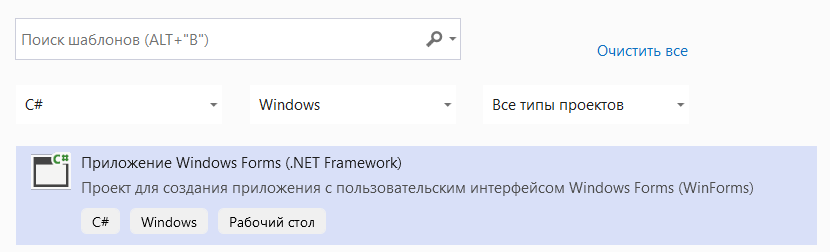 Поиск шаблонов (ALT+"B")
Очистить все
C# Windows Все типы проектов
C#
Приложение Windows Forms (.NET Framework)
Проект для создания приложения с пользовательским интерфейсом Windows Forms (WinForms)
C# Windows Рабочий стол